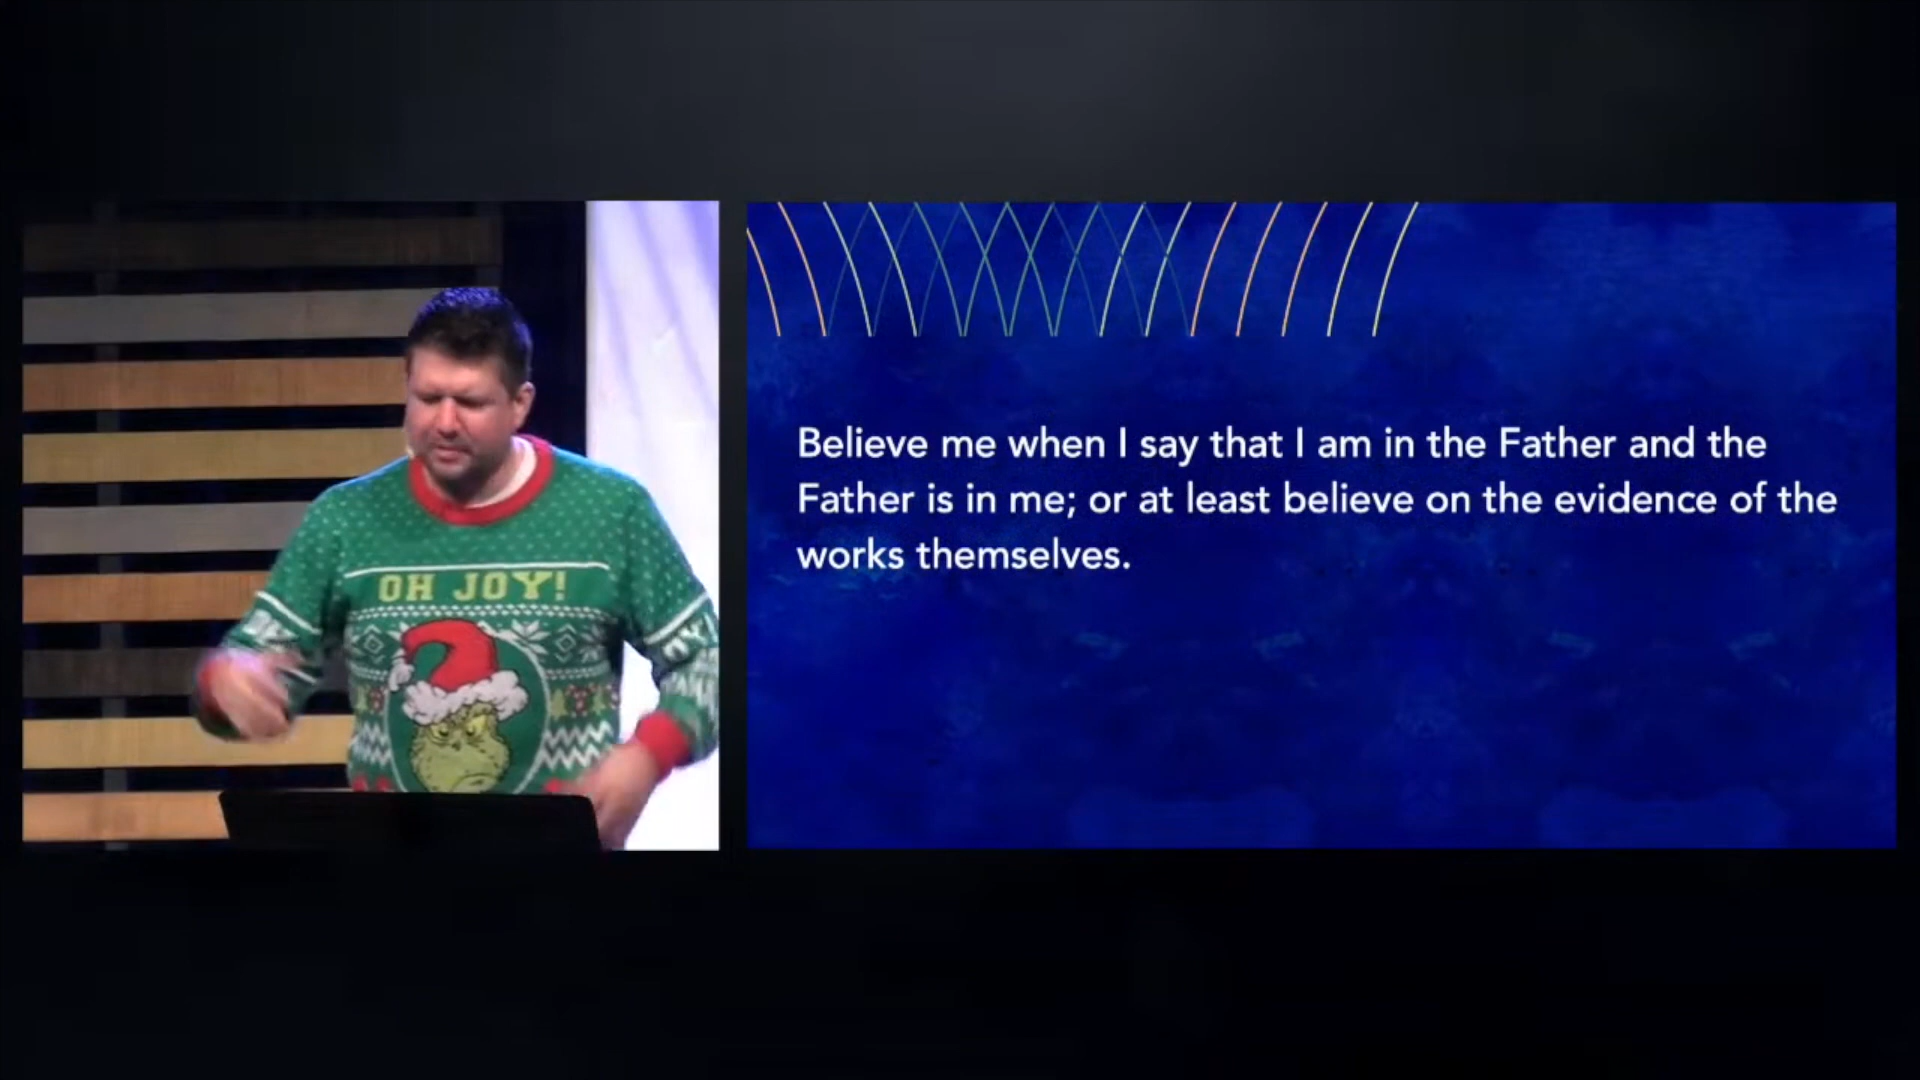 OH JOY!
Believe me when I say that I am in the Father and the
Father is in me; or at least believe on the evidence of the
works themselves.